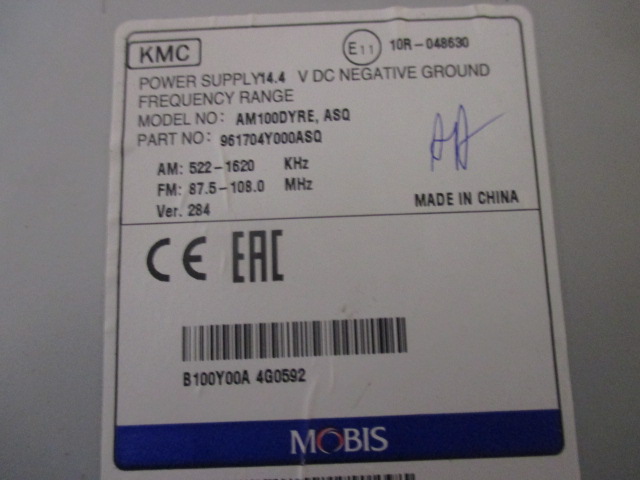 KMC
E11 10R-048630
POWER SUPPLY14.4 V DC NEGATIVE GROUND
FREQUENCY RANGE
MODEL NO: AM100DYRE, ASQ
PART NO: 961704Y000ASQ
AM: 522-1620 KHz
FM: 87.5-108.0 MHz
Ver. 284
MADE IN CHINA
CE EAC
B100Y00A 4G0592
MOBIS